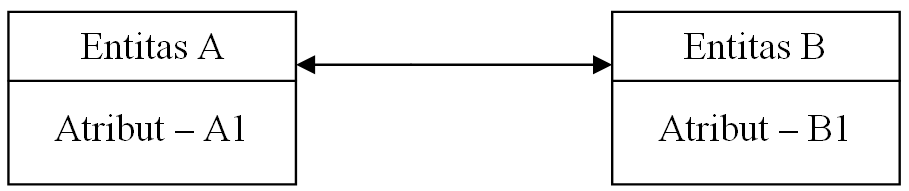 Entitas A
Entitas B
Atribut – A1
Atribut – B1